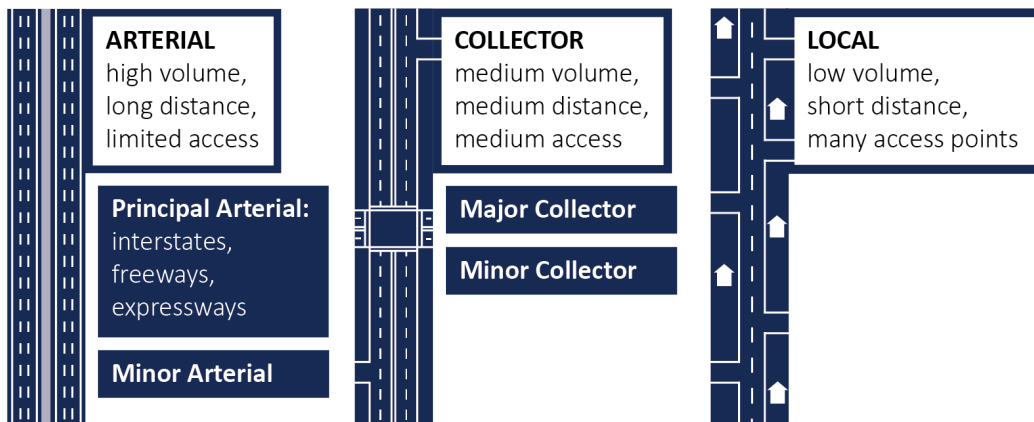 ARTERIAL
high volume,
long distance,
limited access
Principal Arterial:
interstates,
freeways,
expressways
Minor Arterial
COLLECTOR
medium volume,
medium distance,
medium access
Major Collector
Minor Collector
LOCAL
low volume,
short distance,
many access points